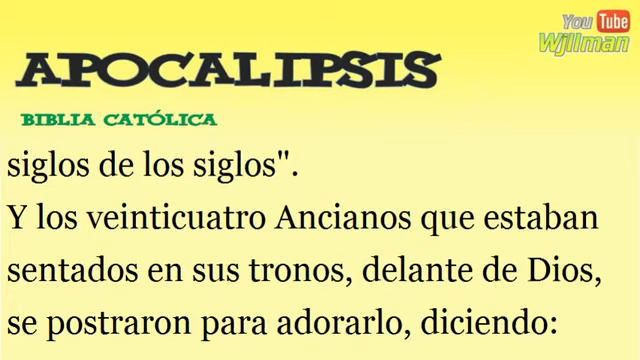 You Tube
Wjllman
APOCALIPSIS
BIBLIA CATÓLICA
siglos de los siglos".
Y los veinticuatro Ancianos que estaban
sentados en sus tronos, delante de Dios,
se postraron para adorarlo, diciendo: